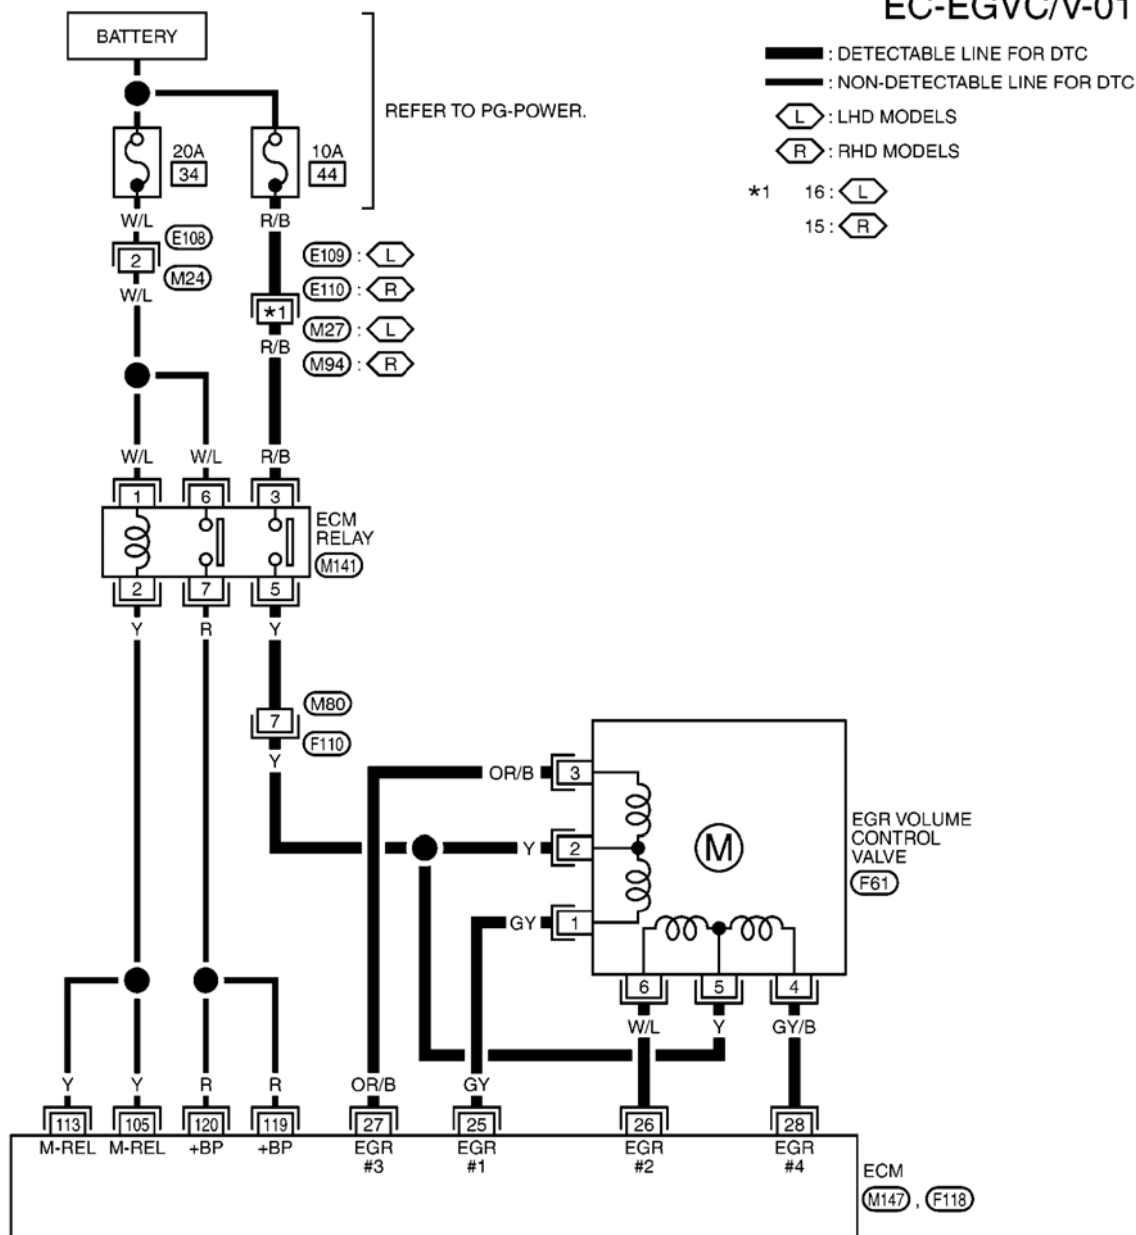 EC-EGVC/V-01
BATTERY
: DETECTABLE LINE FOR DTC
: NON-DETECTABLE LINE FOR DTC
REFER TO PG-POWER.
L : LHD MODELS
R : RHD MODELS
20A
34
10A
44
*1 16 : L
15 : R
W/L
R/B
E108
2
M24
W/L
E109 : L
E110 : R
*1
M27 : L
R/B
M94 : R
W/L W/L R/B
1 6 3
ECM
RELAY
M141
2 7 5
Y R Y
M80
7
F110
Y
OR/B 3
Y 2
GY 1
M
EGR VOLUME
CONTROL
VALVE
F61
6 5 4
W/L Y GY/B
Y Y R R OR/B GY
113 105 120 119 27 25 26 28
M-REL M-REL +BP +BP EGR EGR EGR EGR
#3 #1 #2 #4
ECM
M147 , F118